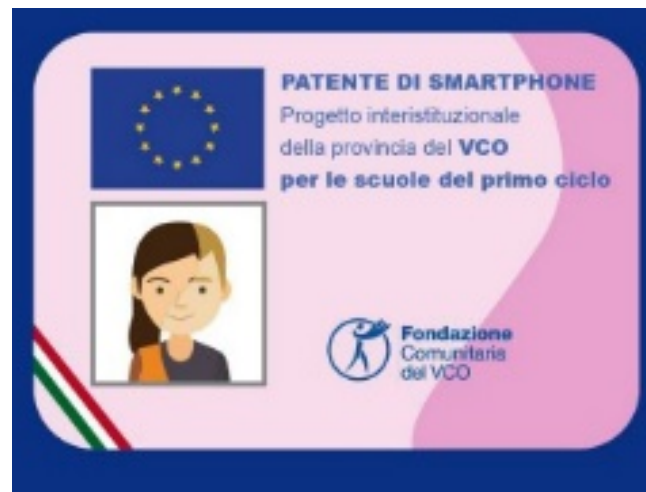 PATENTE DI SMARTPHONE
Progetto interistituzionale
della provincia del VCO
per le scuole del primo ciclo
Fondazione
Comunitaria
del VCO